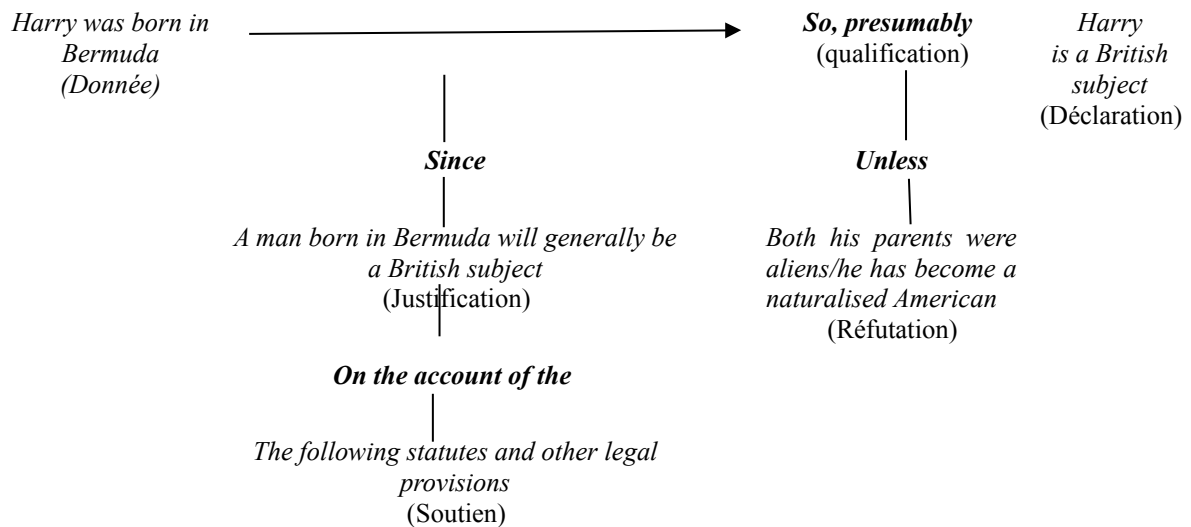 Harry was born in
Bermuda
(Donnée)
So, presumably
(qualification)
Harry
is a British
subject
(Déclaration)
Since
Unless
A man born in Bermuda will generally be
a British subject
(Justification)
Both his parents were
aliens/he has become a
naturalised American
(Réfutation)
On the account of the
The following statutes and other legal
provisions
(Soutien)